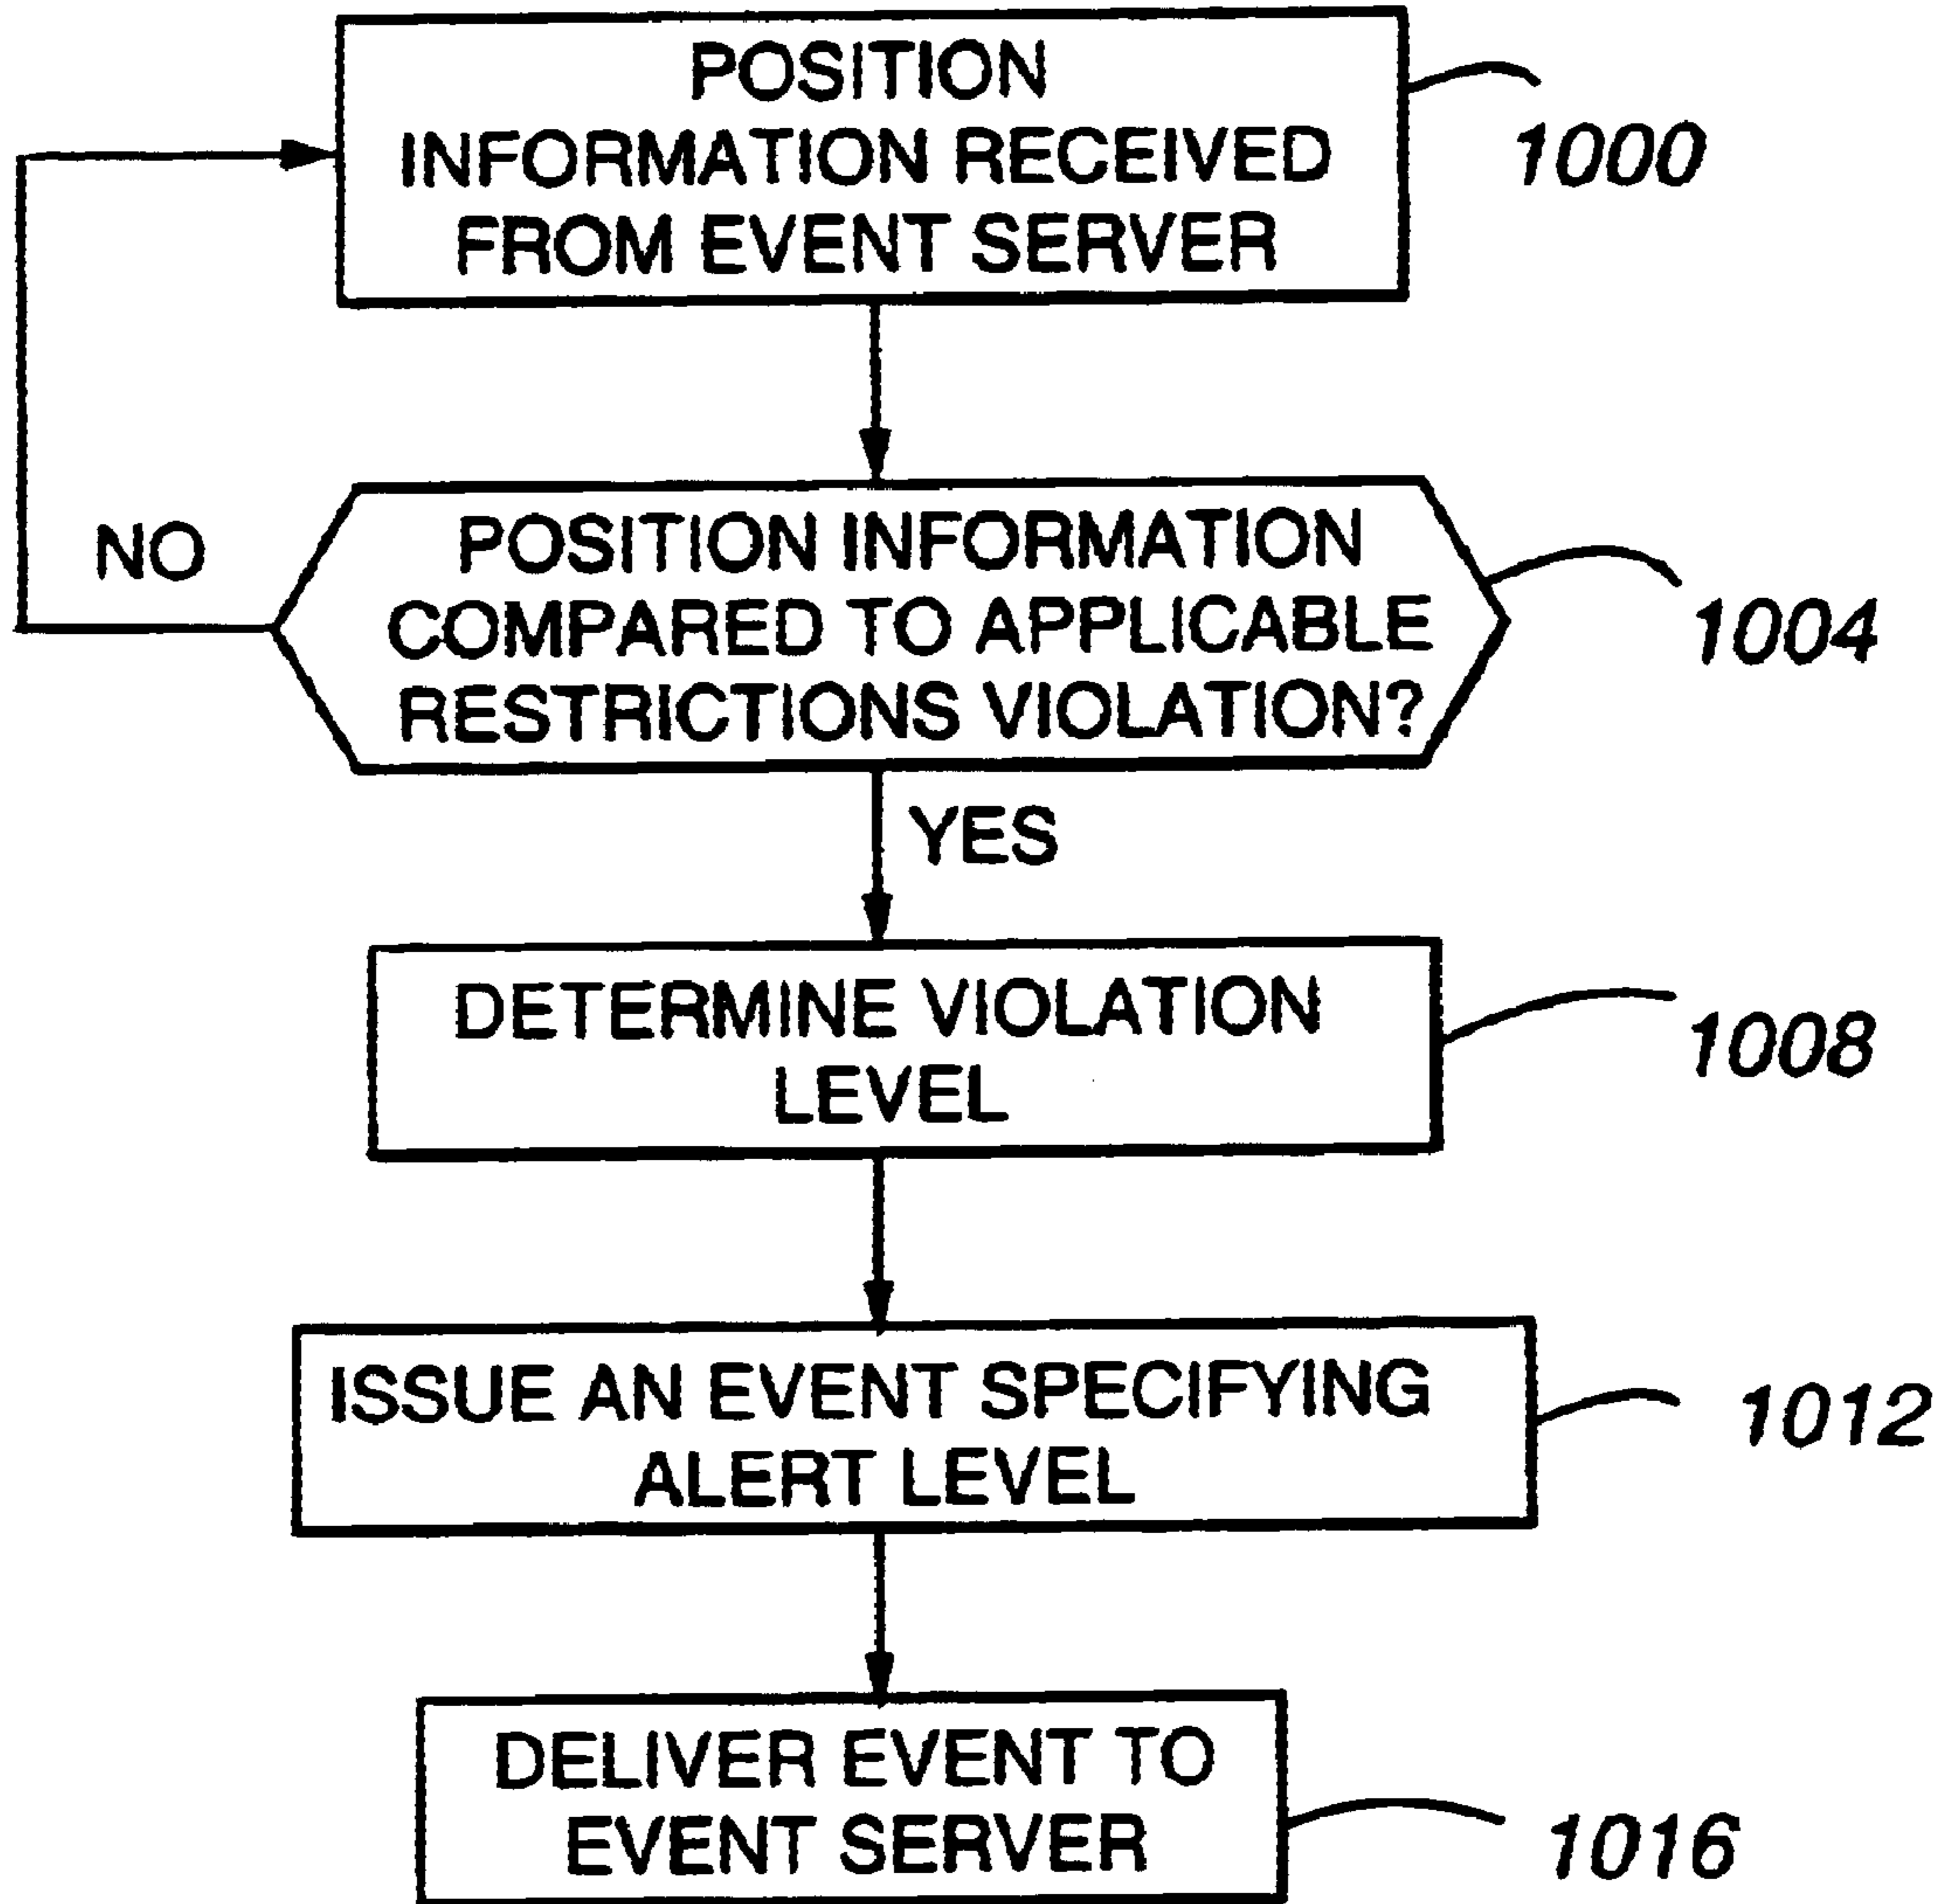 POSITION
INFORMATION RECEIVED
FROM EVENT SERVER
1000
NO
POSITION INFORMATION
COMPARED TO APPLICABLE
RESTRICTIONS VIOLATION?
1004
YES
DETERMINE VIOLATION
LEVEL
1008
ISSUE AN EVENT SPECIFYING
ALERT LEVEL
1012
DELIVER EVENT TO
EVENT SERVER
1016